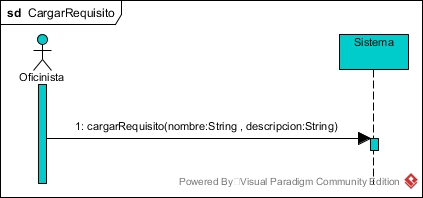 sd CargarRequisito
Oficinista
Sistema
1: cargarRequisito(nombre:String , descripcion:String)
Powered By Visual Paradigm Community Edition